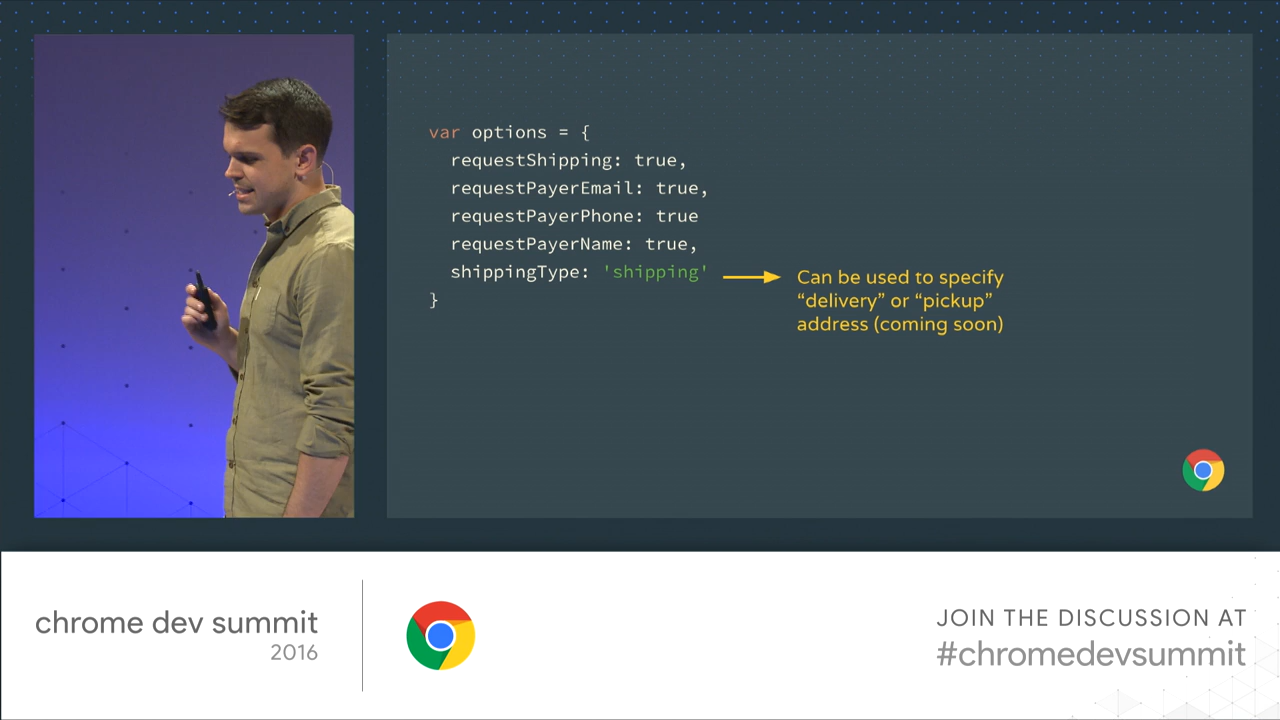 var options = {
requestShipping: true,
requestPayerEmail: true,
requestPayerPhone: true
requestPayerName: true,
shippingType: 'shipping'
}
Can be used to specify
“delivery” or “pickup”
address (coming soon)
chrome dev summit
2016
JOIN THE DISCUSSION AT
#chromedevsummit